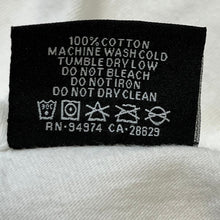 100% COTTON
MACHINE WASH COLD
TUMBLE DRY LOW
DO NOT BLEACH
DO NOT IRON
DO NOT DRY CLEAN
RN-94974 CA-28629